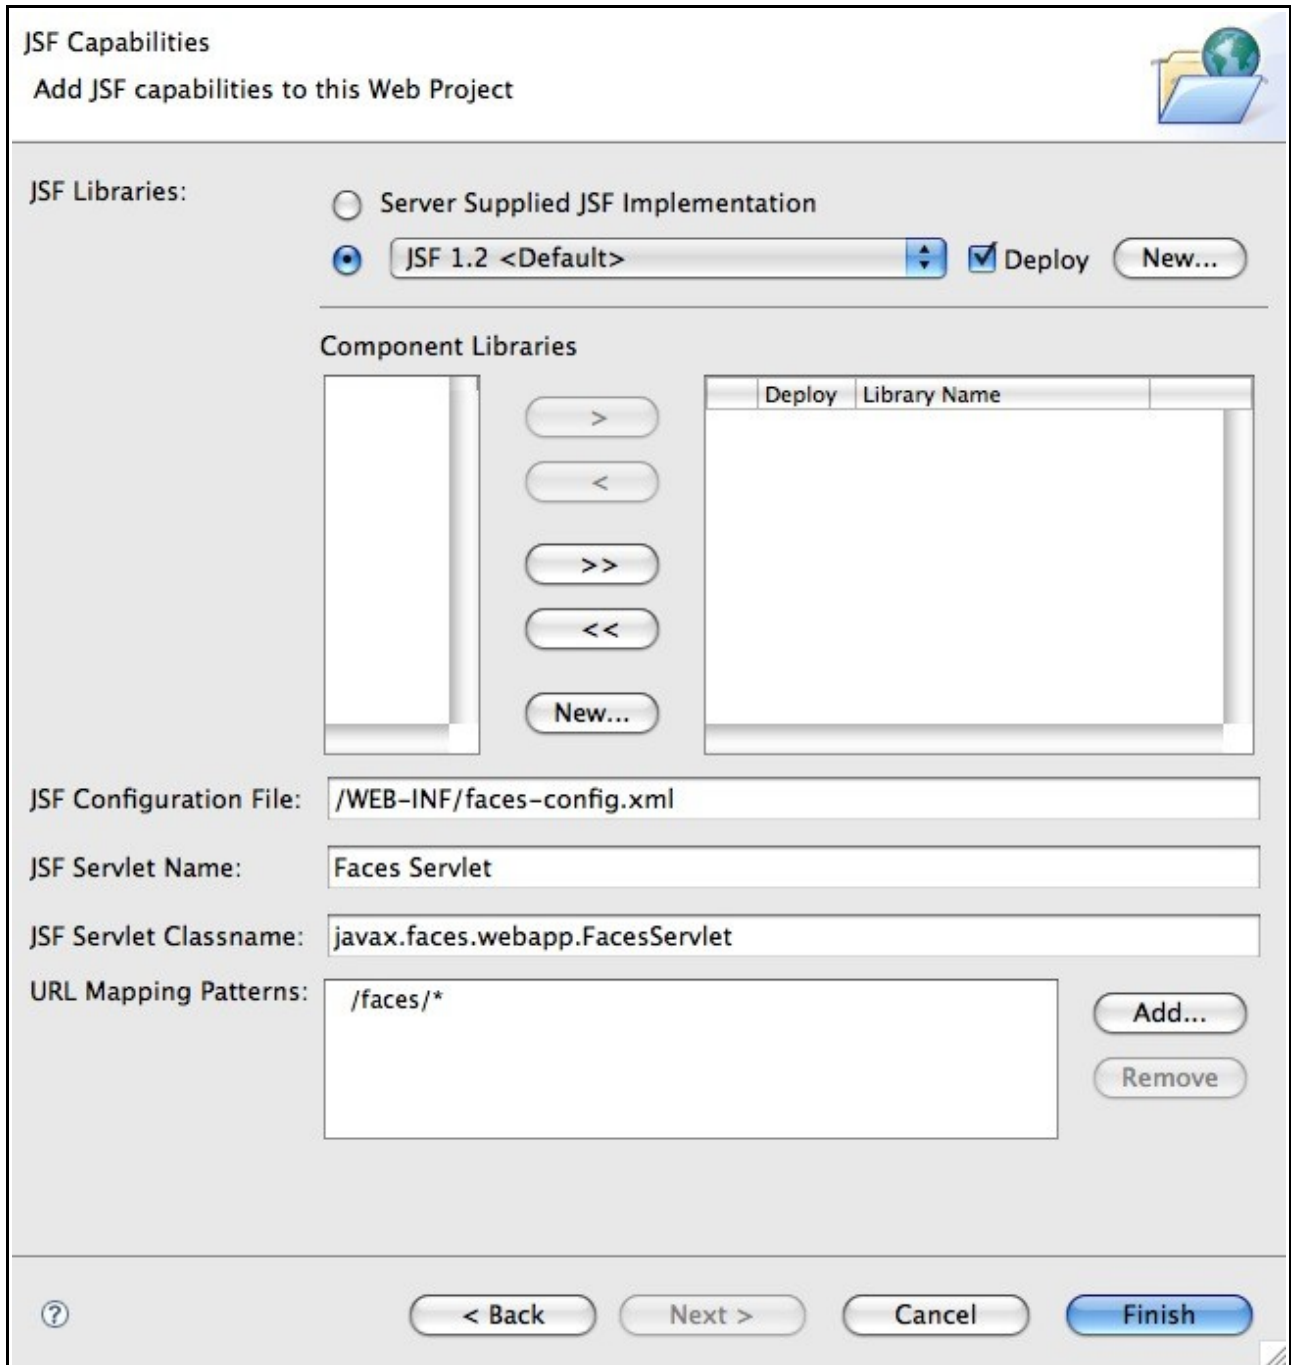 JSF Capabilities
Add JSF capabilities to this Web Project
JSF Libraries:
Server Supplied JSF Implementation
JSF 1.2 <Default>
Deploy
New...
Component Libraries
>
<
>>
<<
New...
Deploy
Library Name
JSF Configuration File:
/WEB-INF/faces-config.xml
JSF Servlet Name:
Faces Servlet
JSF Servlet Classname:
javax.faces.webapp.FacesServlet
URL Mapping Patterns:
/faces/*
Add...
Remove
?
< Back
Next >
Cancel
Finish